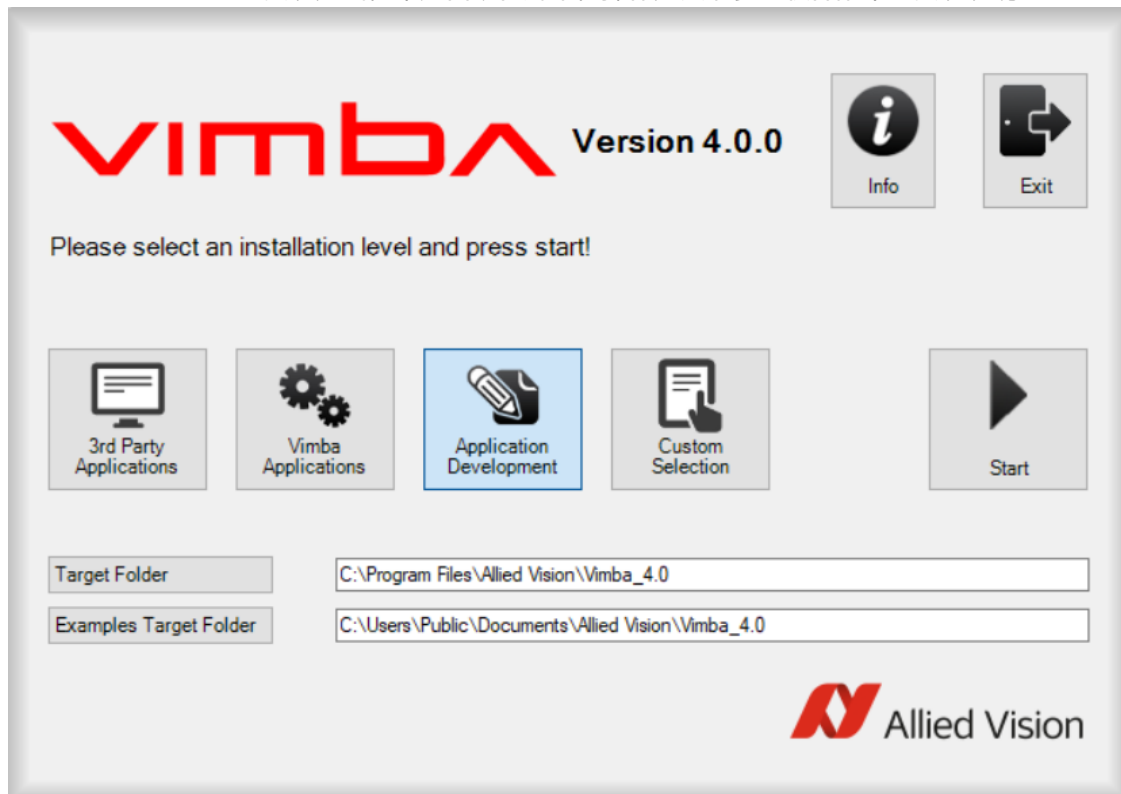 vimba Version 4.0.0
Info
Exit
Please select an installation level and press start!
3rd Party
Applications
Vimba
Applications
Application
Development
Custom
Selection
Start
Target Folder
C:\Program Files\Allied Vision\Vimba_4.0
Examples Target Folder
C:\Users\Public\Documents\Allied Vision\Vimba_4.0
Allied Vision